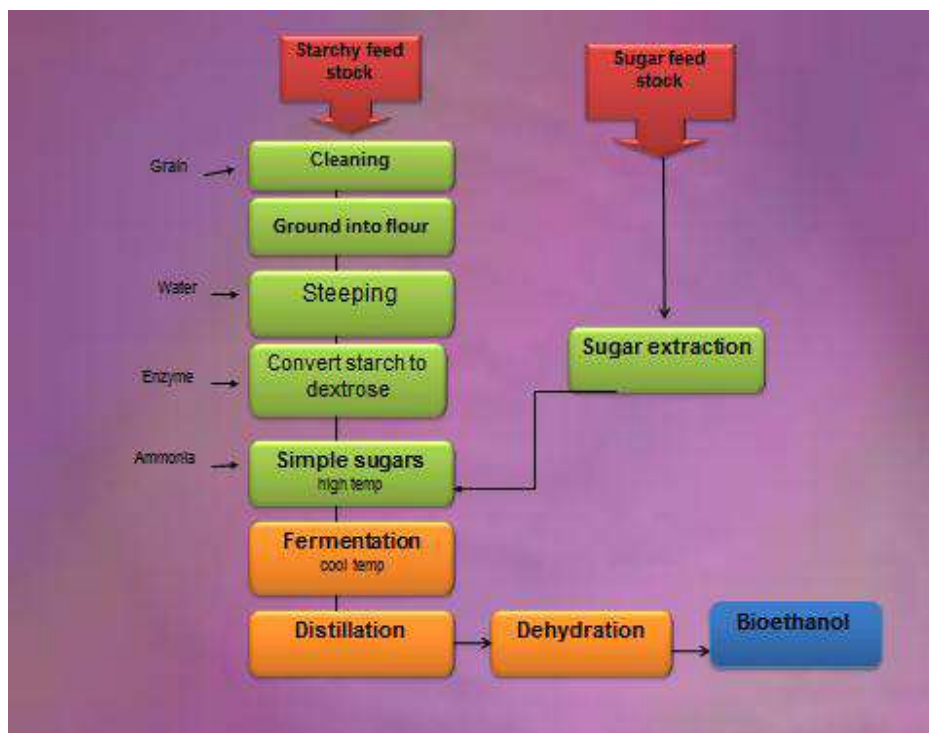 Starchy feed
stock
Sugar feed
stock
Grain
Cleaning
Ground into flour
Water
Steeping
Sugar extraction
Enzyme
Convert starch to
dextrose
Ammonia
Simple sugars
high temp
Fermentation
cool temp
Distillation
Dehydration
Bioethanol